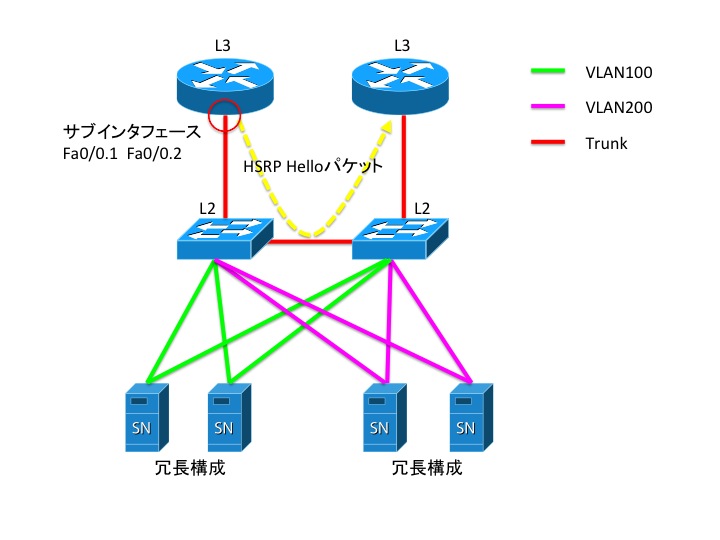 L3
L3
VLAN100
VLAN200
Trunk
サブインタフェース
Fa0/0.1 Fa0/0.2
HSRP Helloパケット
L2
L2
SN
SN
SN
SN
冗長構成
冗長構成